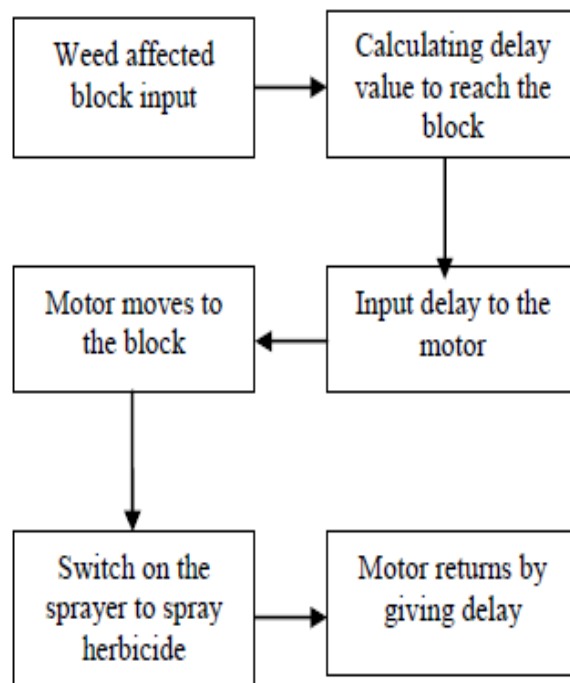 Weed affected
block input
Calculating delay
value to reach the
block
Input delay to the
motor
Motor moves to
the block
Switch on the
sprayer to spray
herbicide
Motor returns by
giving delay